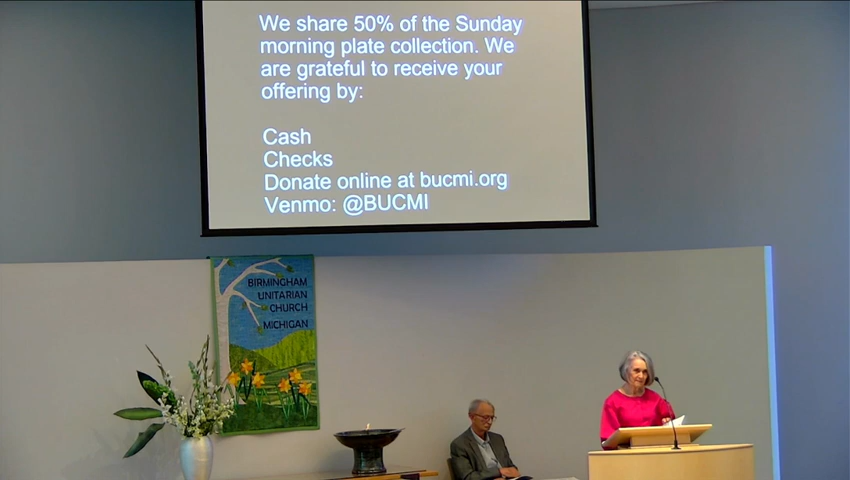 We share 50% of the Sunday
morning plate collection. We
are grateful to receive your
offering by:
Cash
Checks
Donate online at bucmi.org
Venmo: @BUCMI
BIRMINGHAM
UNITARIAN
CHURCH
MICHIGAN